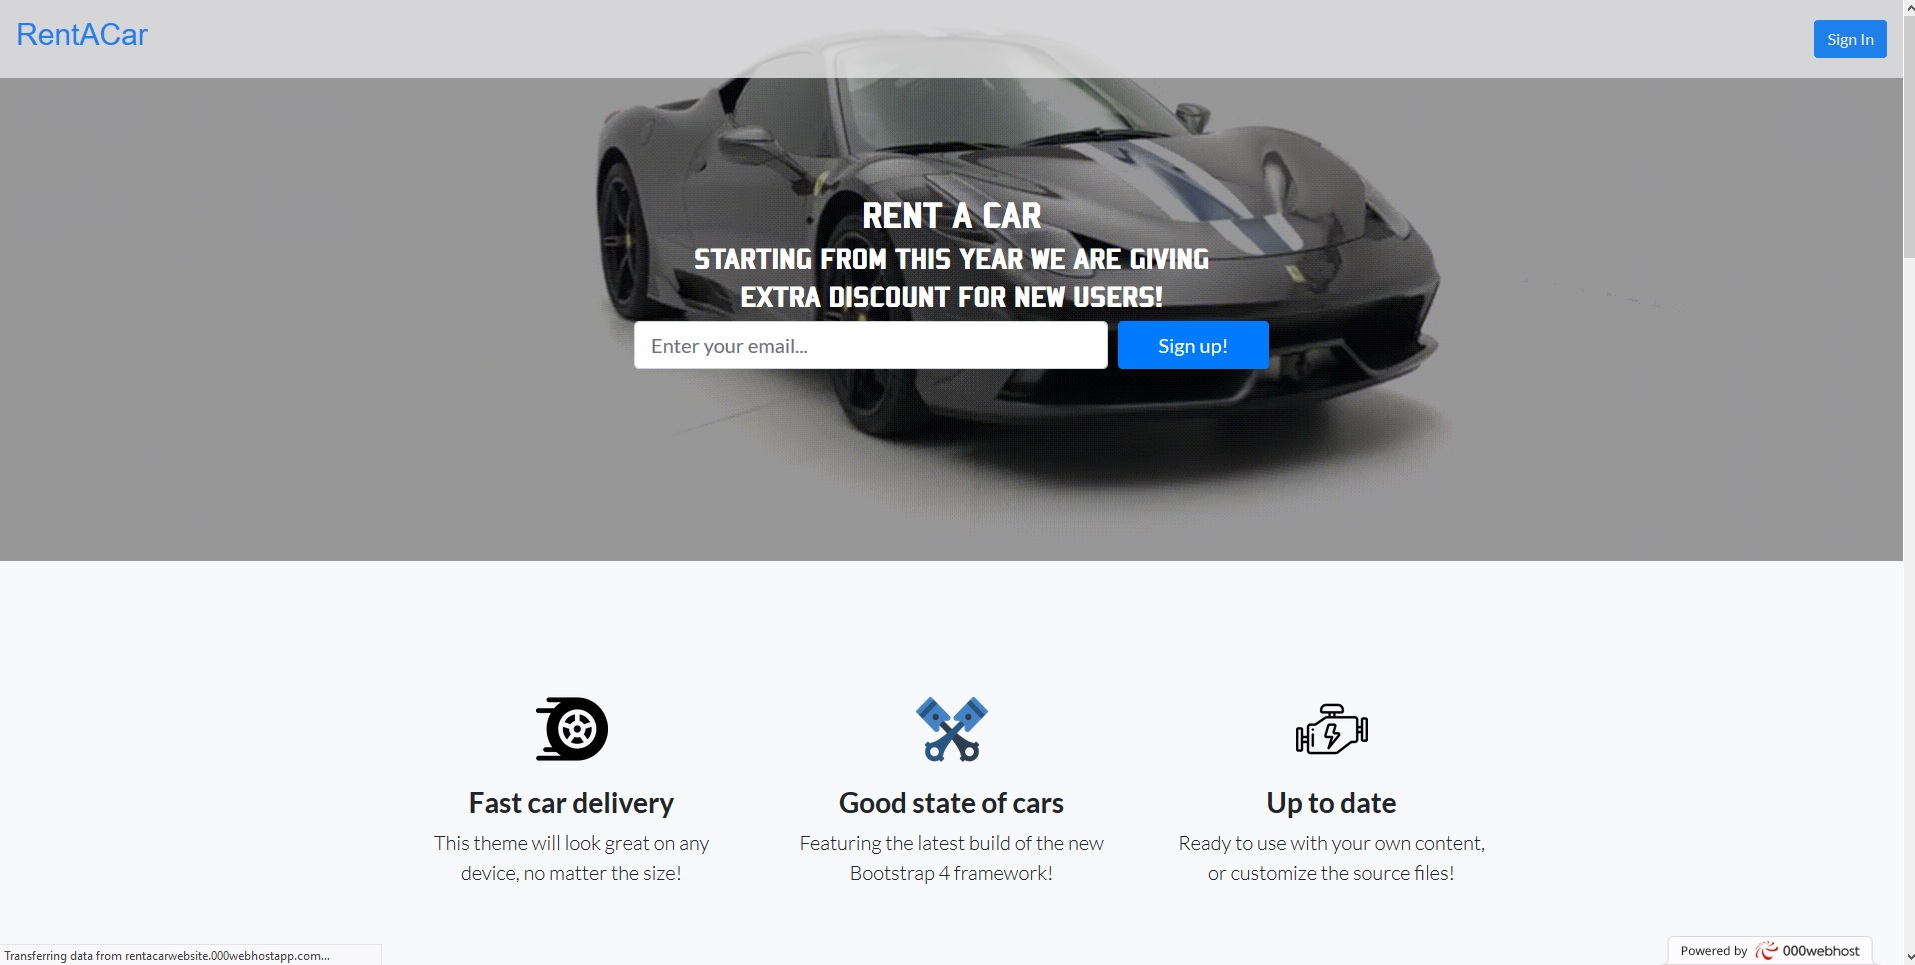 RentACar
Sign In
RENT A CAR
STARTING FROM THIS YEAR WE ARE GIVING
EXTRA DISCOUNT FOR NEW USERS!
Enter your email...
Sign up!
Fast car delivery
This theme will look great on any
device, no matter the size!
Good state of cars
Featuring the latest build of the new
Bootstrap 4 framework!
Up to date
Ready to use with your own content,
or customize the source files!
Transferring data from rentacarwebsite.000webhostapp.com...
Powered by 000webhost